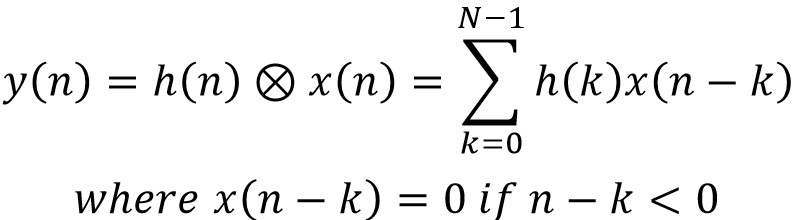 y(n) = h(n) ⊗ x(n) = ∑_{k=0}^{N−1} h(k)x(n − k)
where x(n − k) = 0 if n − k < 0